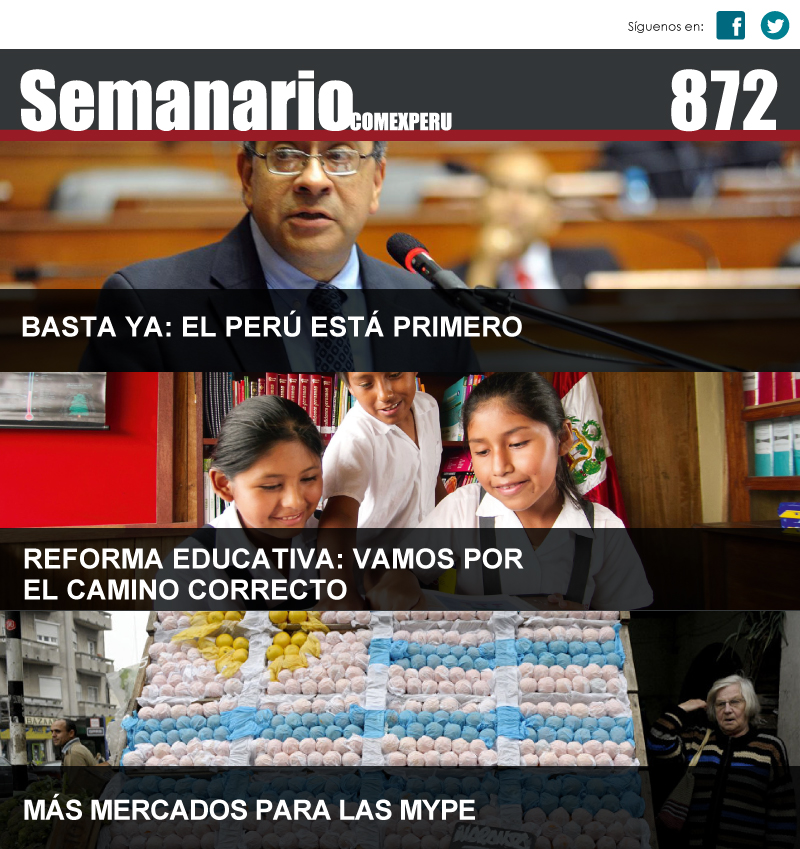 Síguenos en:
Semanario COMEXPERU 872
BASTA YA: EL PERÚ ESTÁ PRIMERO
REFORMA EDUCATIVA: VAMOS POR
EL CAMINO CORRECTO
BAZAAR
MÁS MERCADOS PARA LAS MYPE